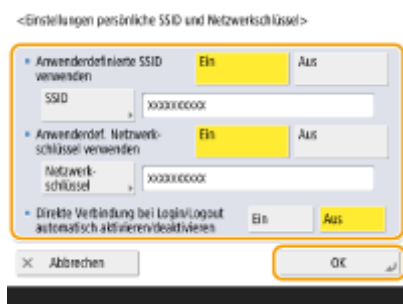 <Einstellungen persönliche SSID und Netzwerkschlüssel>
Anwenderdefinierte SSID Ein Aus
verwenden
SSID xxxxxxxxxx
Anwenderdef. Netzwerk- Ein Aus
schlüssel verwenden
Netzwerk- xxxxxxxxxx
schlüssel
Direkte Verbindung bei Login/Logout Ein Aus
automatisch aktivieren/deaktivieren
× Abbrechen OK